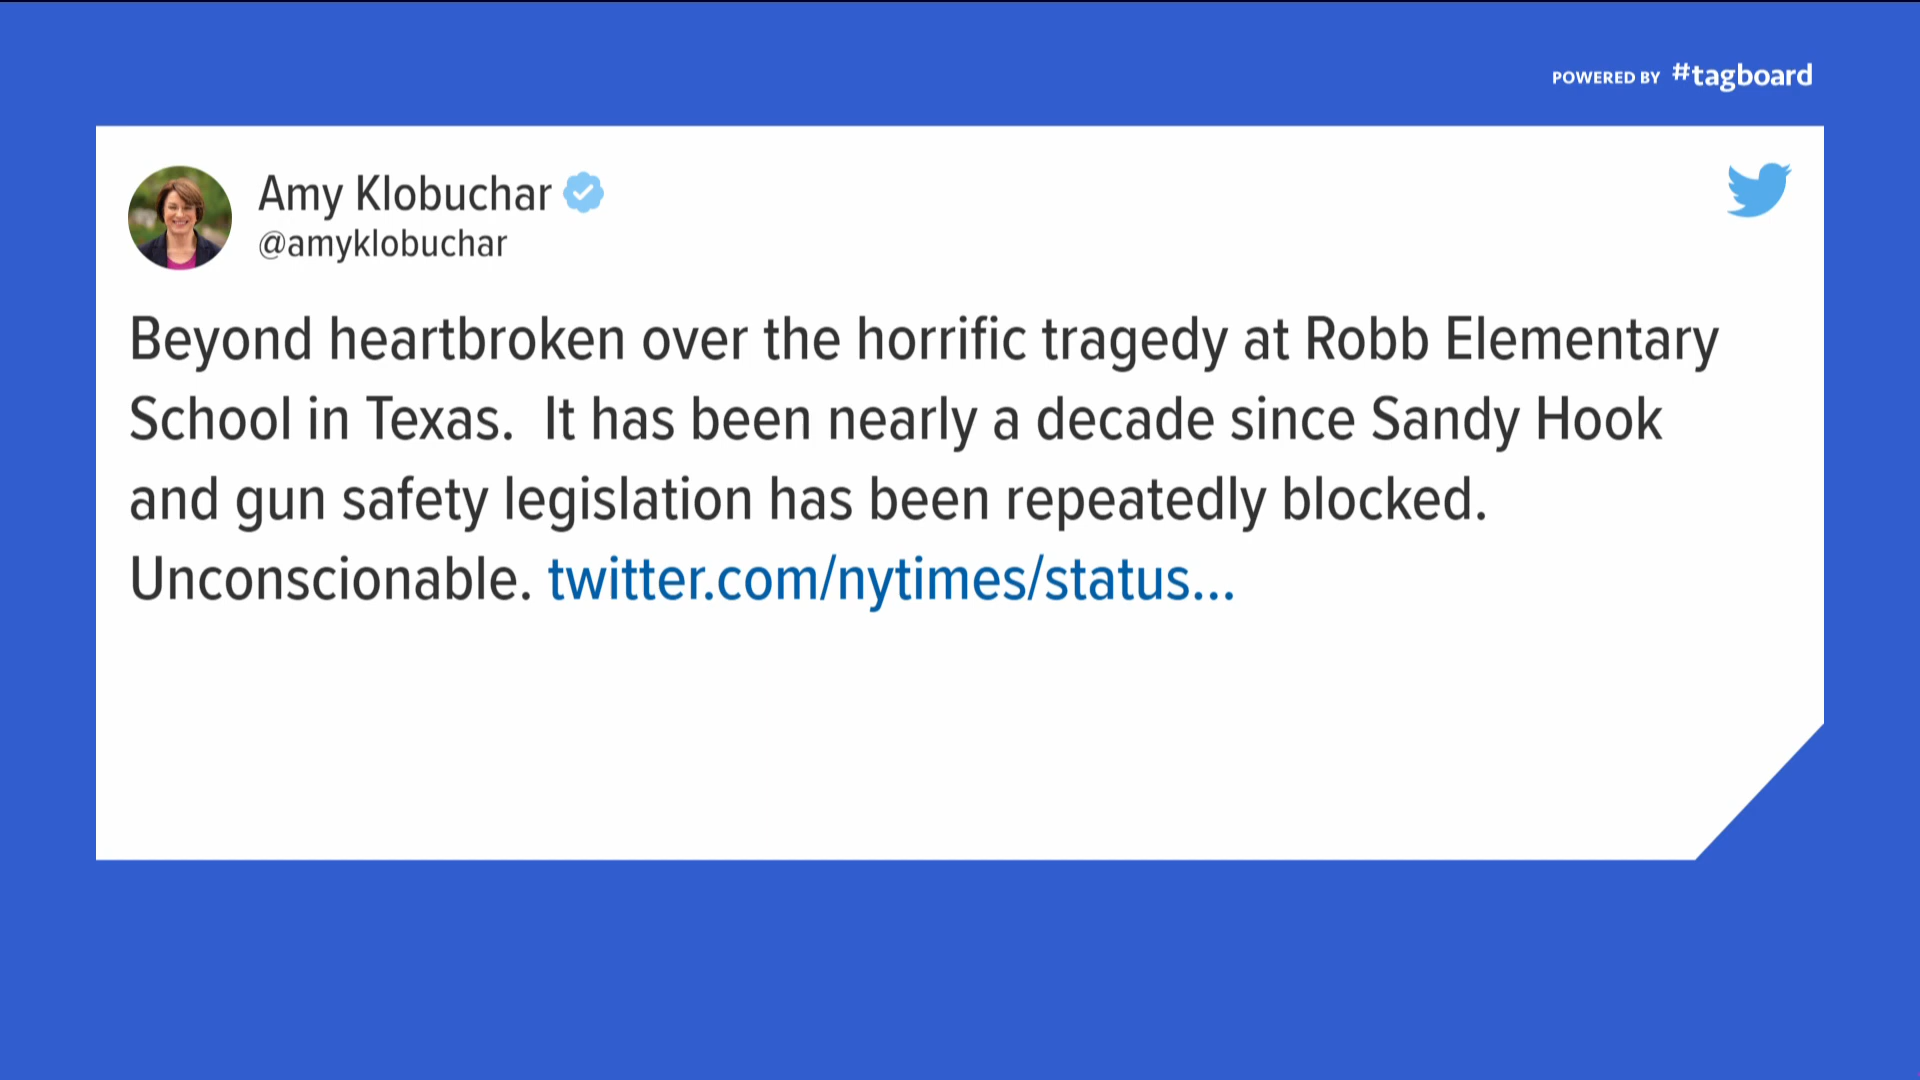 POWERED BY #tagboard
Amy Klobuchar
@amyklobuchar
Beyond heartbroken over the horrific tragedy at Robb Elementary
School in Texas.  It has been nearly a decade since Sandy Hook
and gun safety legislation has been repeatedly blocked.
Unconscionable. twitter.com/nytimes/status...